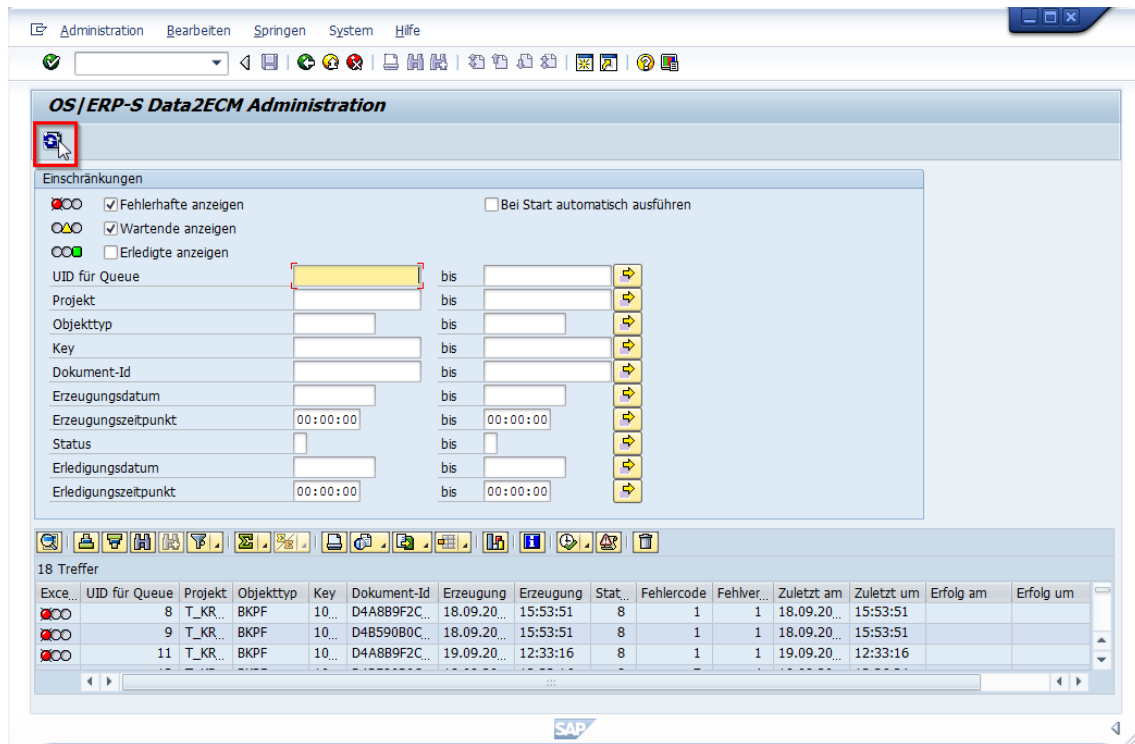 Administration Bearbeiten Springen System Hilfe
OS|ERP-S Data2ECM Administration
Einschränkungen
Fehlerhafte anzeigen Bei Start automatisch ausführen
Wartende anzeigen
Erledigte anzeigen
UID für Queue bis
Projekt bis
Objekttyp bis
Key bis
Dokument-Id bis
Erzeugungsdatum bis
Erzeugungszeitpunkt 00:00:00 bis 00:00:00
Status bis
Erledigungsdatum bis
Erledigungszeitpunkt 00:00:00 bis 00:00:00
18 Treffer
Exce... UID für Queue Projekt Objekttyp Key Dokument-Id Erzeugung Erzeugung Stat... Fehlercode Fehlver... Zuletzt am Zuletzt um Erfolg am Erfolg um
8 T_KR... BKPF 10... D4A8B9F2C... 18.09.20... 15:53:51 8 1 1 18.09.20... 15:53:51
9 T_KR... BKPF 10... D4B590B0C... 18.09.20... 15:53:51 8 1 1 18.09.20... 15:53:51
11 T_KR... BKPF 10... D4A8B9F2C... 19.09.20... 12:33:16 8 1 1 19.09.20... 12:33:16
SAP